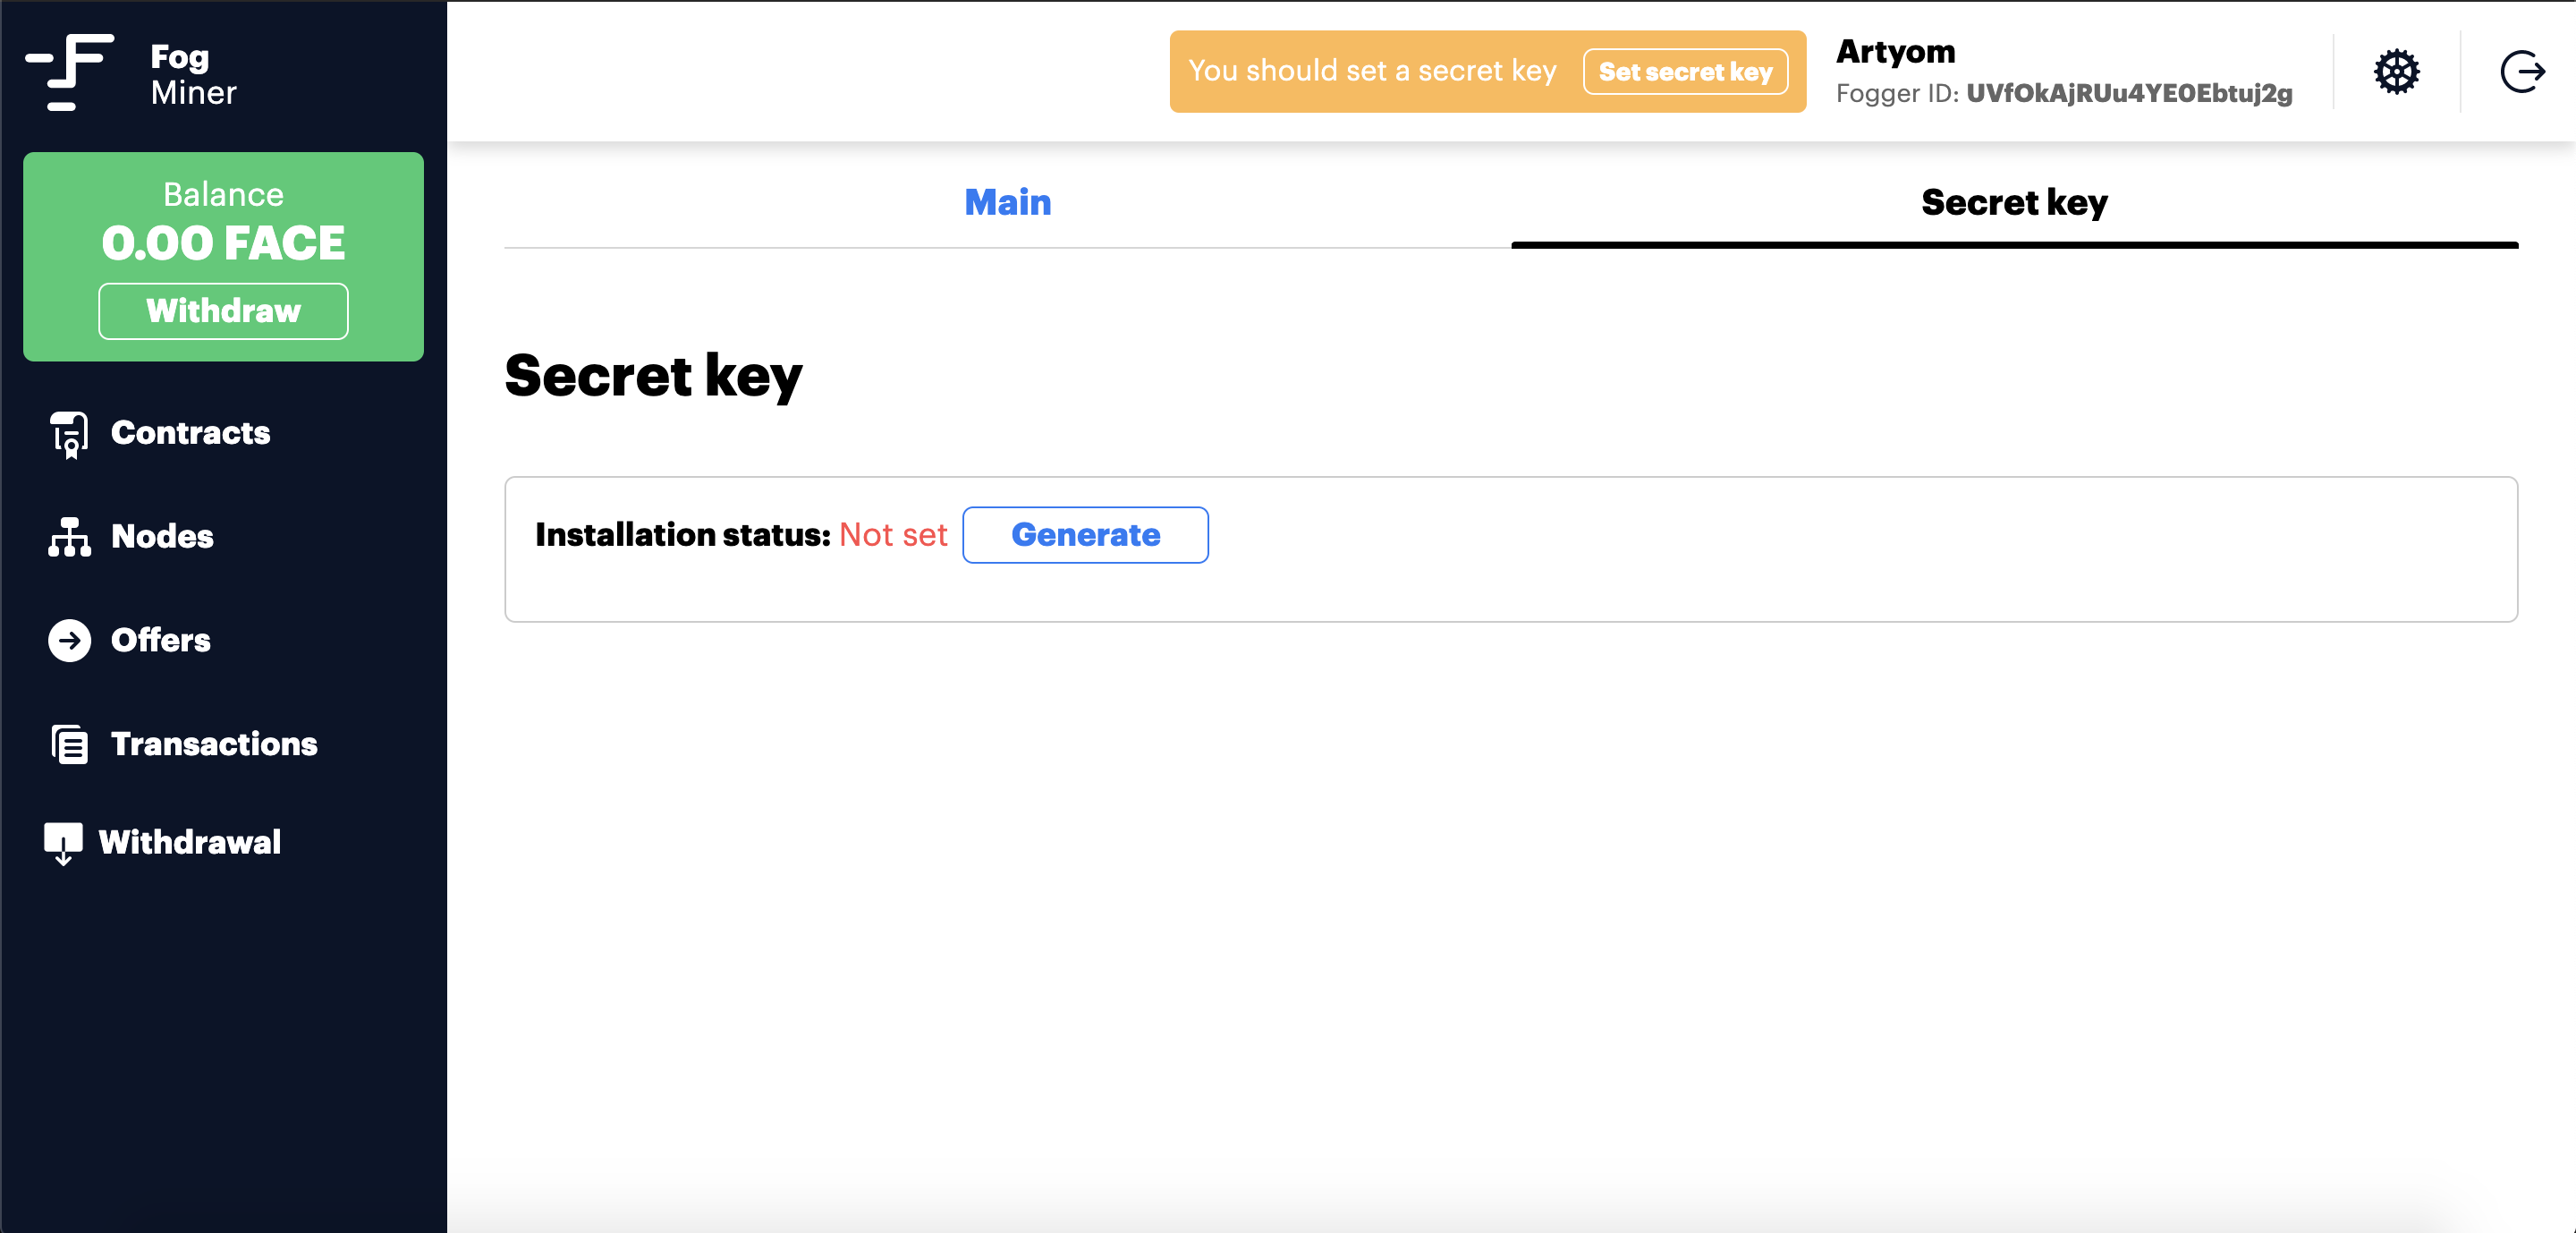 Fog
Miner
You should set a secret key
Set secret key
Artyom
Fogger ID: UVfOkAjRUu4YE0Ebtuj2g
Balance
0.00 FACE
Withdraw
Contracts
Nodes
Offers
Transactions
Withdrawal
Main
Secret key
Secret key
Installation status: Not set
Generate